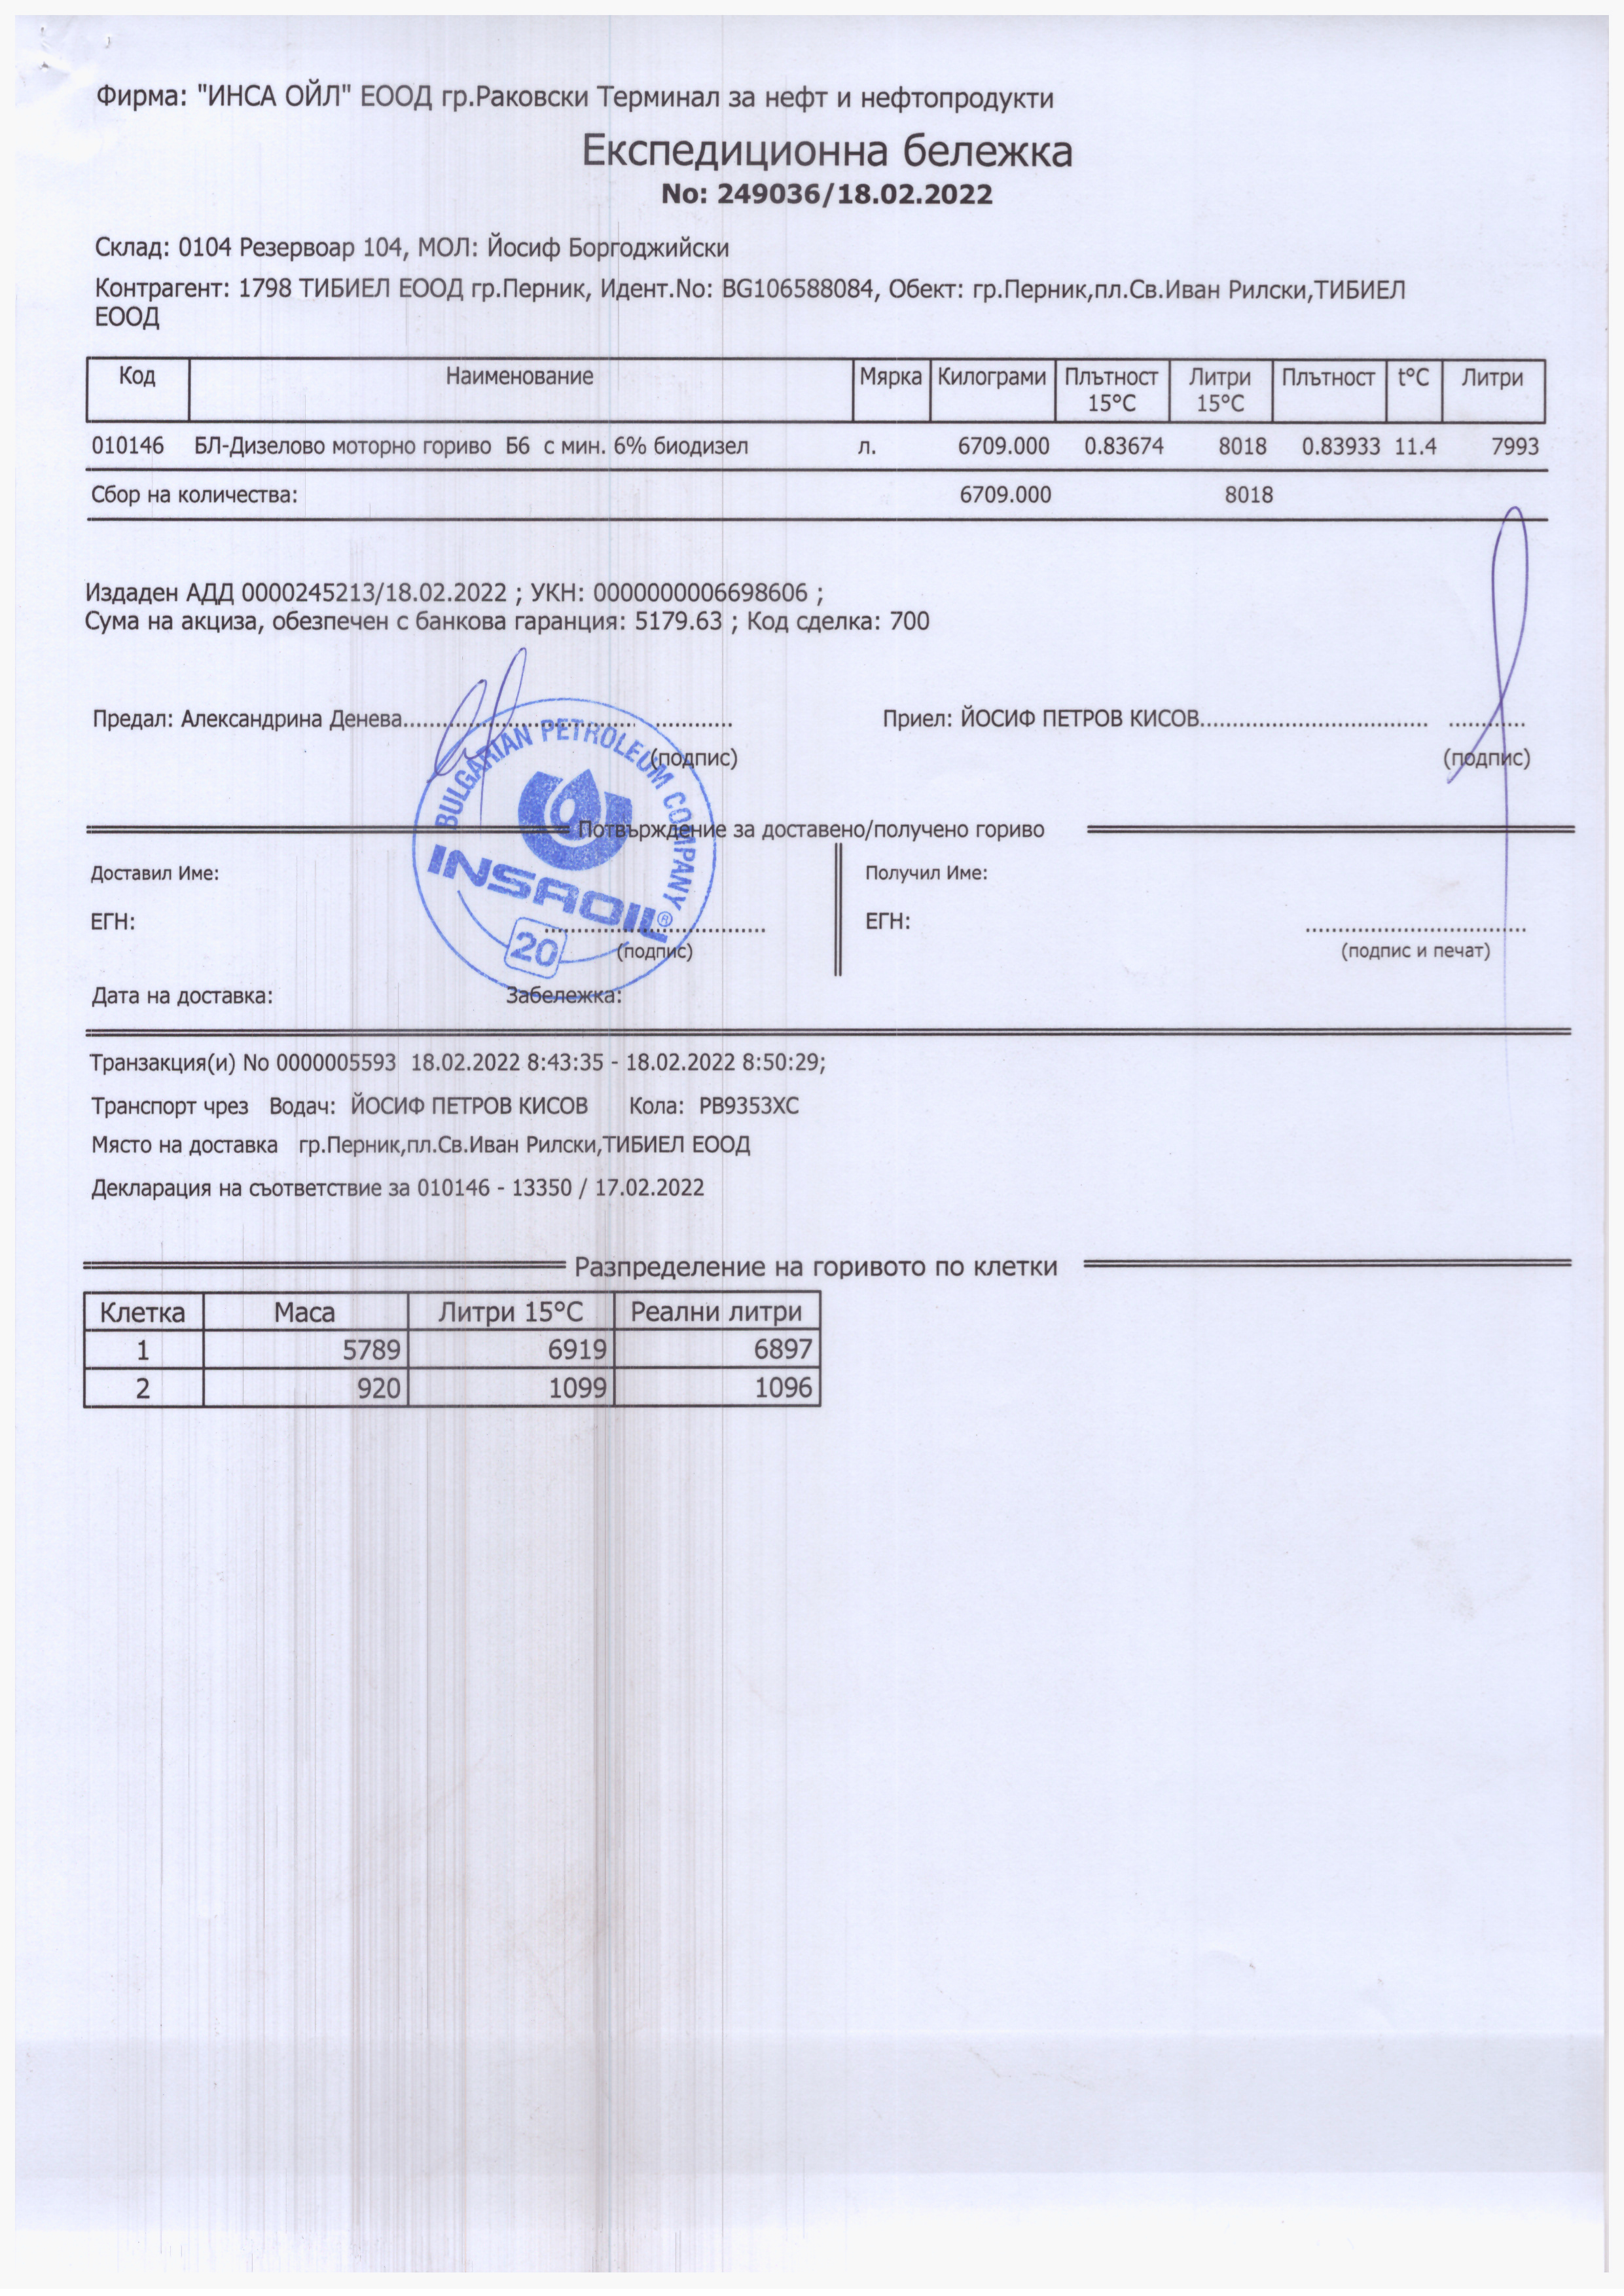 Фирма: "ИНСА ОЙЛ" ЕООД гр.Раковски Терминал за нефт и нефтопродукти
Експедиционна бележка
No: 249036/18.02.2022
Склад: 0104 Резервоар 104, МОЛ: Йосиф Боргоджийски
Контрагент: 1798 ТИБИЕЛ ЕООД гр.Перник, Идент.No: BG106588084, Обект: гр.Перник,пл.Св.Иван Рилски,ТИБИЕЛ
ЕООД
Код Наименование Мярка Килограми Плътност 15°C Литри 15°C Плътност t°C Литри
010146 БЛ-Дизелово моторно гориво Б6 с мин. 6% биодизел л. 6709.000 0.83674 8018 0.83933 11.4 7993
Сбор на количества: 6709.000 8018
Издаден АДД 0000245213/18.02.2022 ; УКН: 0000000006698606 ;
Сума на акциза, обезпечен с банкова гаранция: 5179.63 ; Код сделка: 700
Предал: Александрина Денева.................................. ............ Приел: ЙОСИФ ПЕТРОВ КИСОВ................................... ............
(подпис) (подпис)
BULGARIAN PETROLEUM COMPANY
INSAOIL®
20
Потвърждение за доставено/получено гориво
Доставил Име: Получил Име:
ЕГН: ................................... ЕГН: ...................................
(подпис) (подпис и печат)
Дата на доставка: Забележка:
Транзакция(и) No 0000005593 18.02.2022 8:43:35 - 18.02.2022 8:50:29;
Транспорт чрез Водач: ЙОСИФ ПЕТРОВ КИСОВ Кола: РВ9353ХС
Място на доставка гр.Перник,пл.Св.Иван Рилски,ТИБИЕЛ ЕООД
Декларация на съответствие за 010146 - 13350 / 17.02.2022
Разпределение на горивото по клетки
Клетка Маса Литри 15°C Реални литри
1 5789 6919 6897
2 920 1099 1096